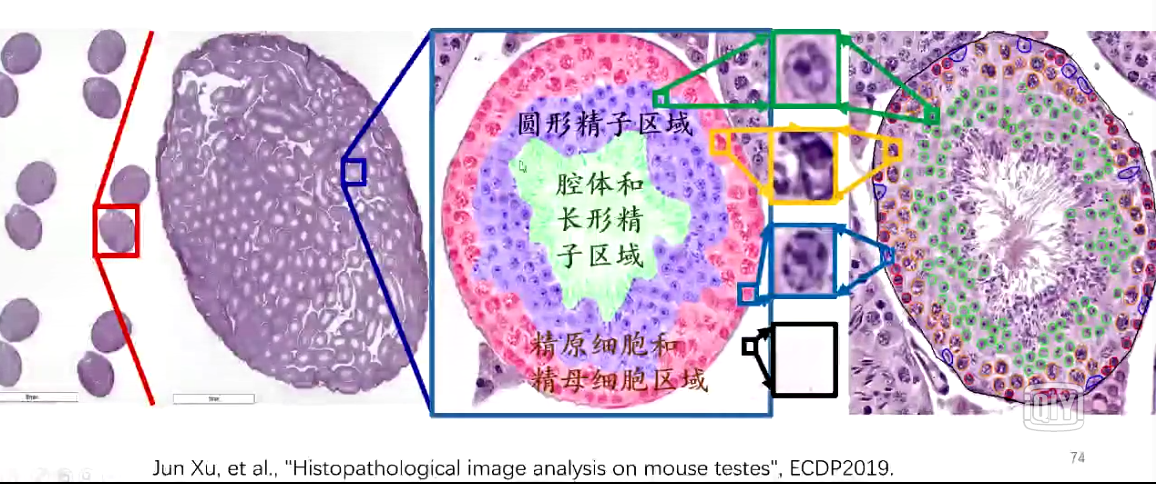 圆形精子区域
腔体和
长形精
子区域
精原细胞和
精母细胞区域
QIY
74
Jun Xu, et al., "Histopathological image analysis on mouse testes", ECDP2019.